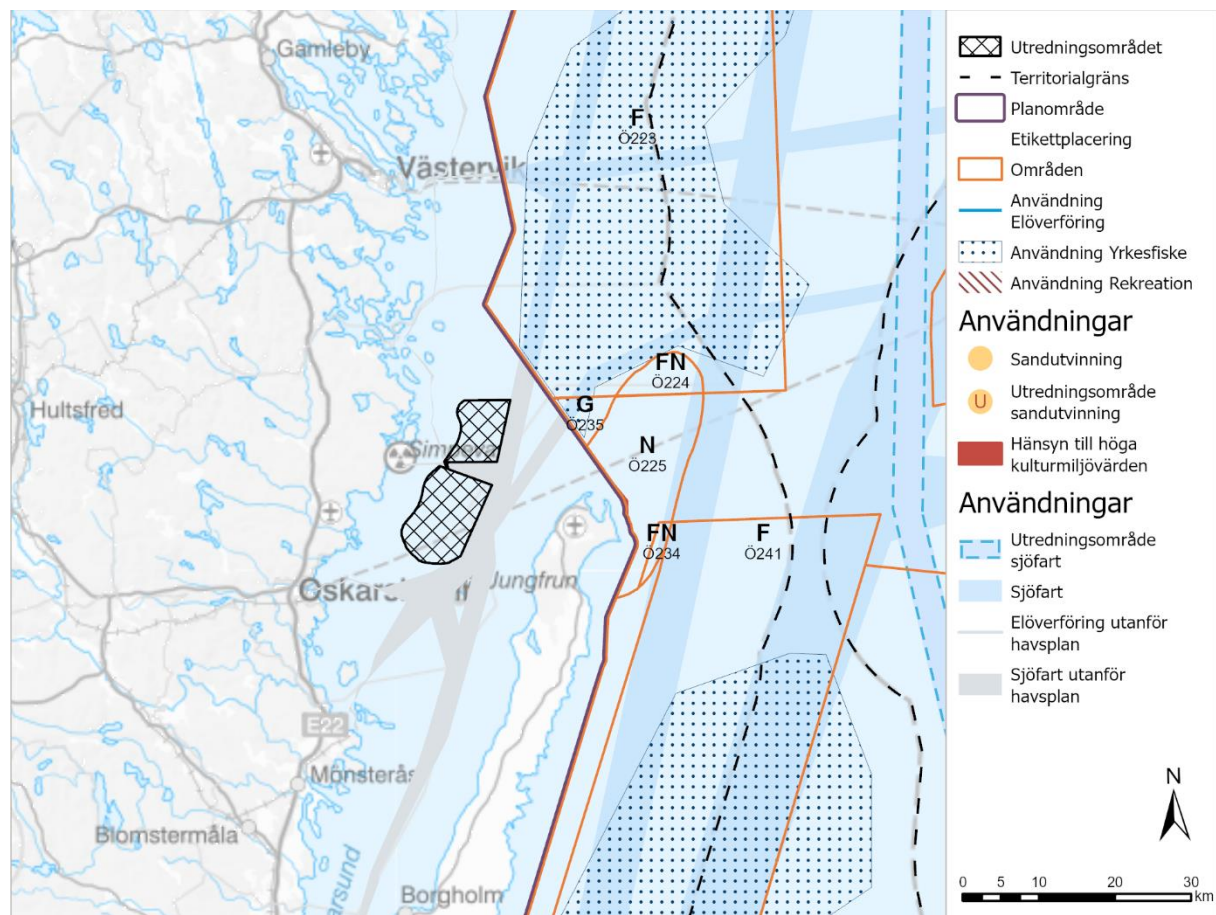 Gamleby
Västervik
Hultsfred
Oskars
Jungfrun
E22
Mönsterås
Blomstermåla
Borgholm
F
Ö223
FN
Ö224
G
Ö235
N
Ö225
FN
Ö234
F
Ö241
Utredningsområdet
Territorialgräns
Planområde
Etikettplacering
Områden
Användning
Elöverföring
Användning Yrkesfiske
Användning Rekreation
Användningar
Sandutvinning
U
Utredningsområde
sandutvinning
Hänsyn till höga
kulturmiljövärden
Användningar
Utredningsområde
sjöfart
Sjöfart
Elöverföring utanför
havsplan
Sjöfart utanför
havsplan
N
0 5 10 20 30
km